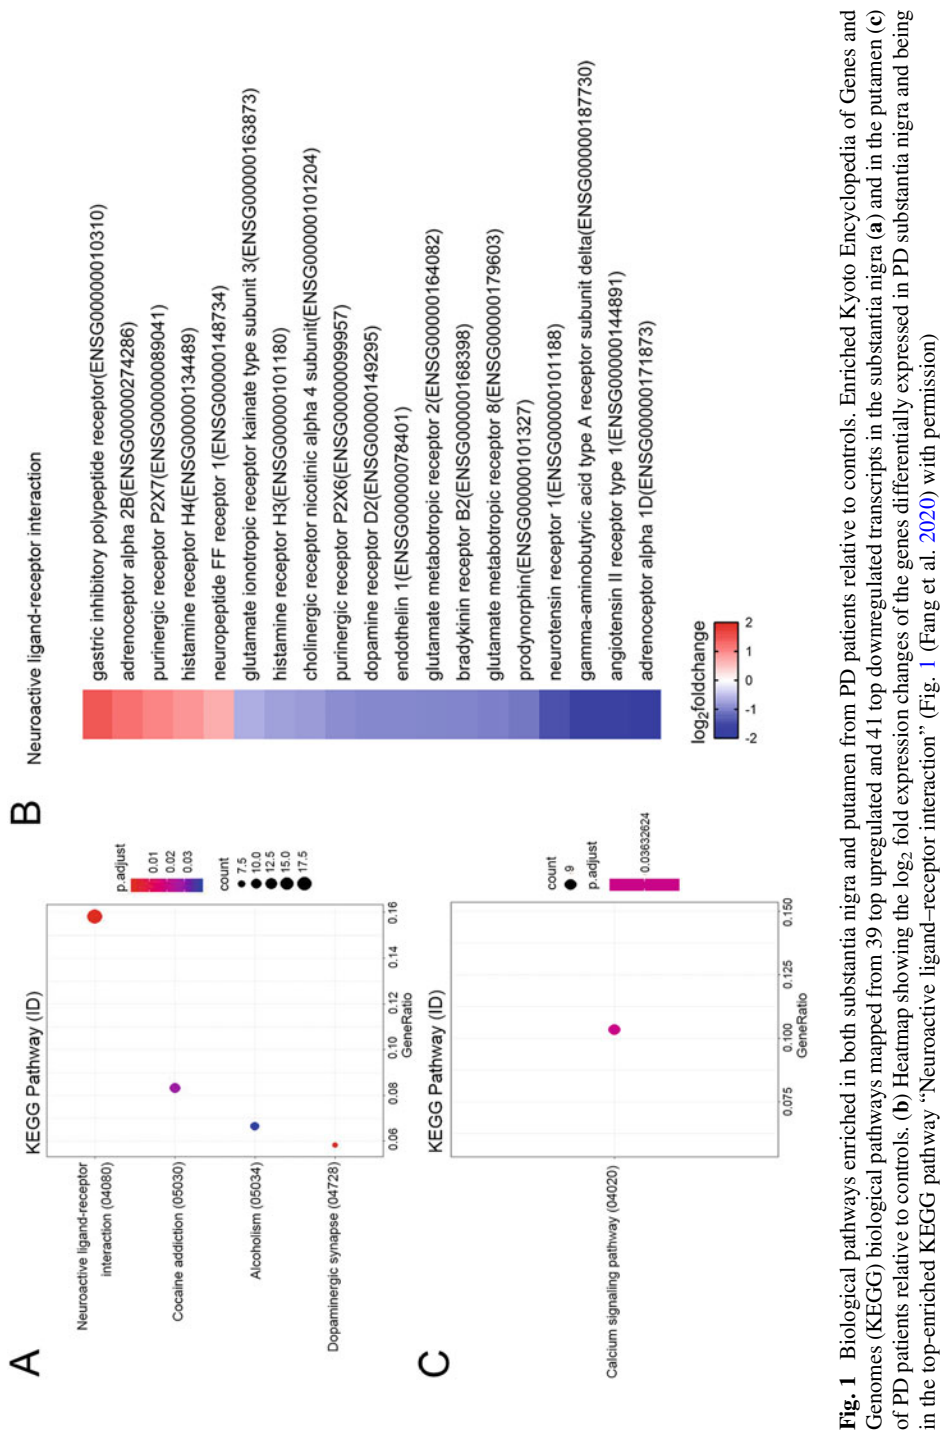 A
KEGG Pathway (ID)
Neuroactive ligand-receptor
interaction (04080)
Cocaine addiction (05030)
Alcoholism (05034)
Dopaminergic synapse (04728)
0.06 0.08 0.10 0.12 0.14 0.16
GeneRatio
p.adjust
0.01
0.02
0.03
count
7.5
10.0
12.5
15.0
17.5
B
Neuroactive ligand-receptor interaction
gastric inhibitory polypeptide receptor(ENSG00000010310)
adrenoceptor alpha 2B(ENSG00000274286)
purinergic receptor P2X7(ENSG00000089041)
histamine receptor H4(ENSG00000134489)
neuropeptide FF receptor 1(ENSG00000148734)
glutamate ionotropic receptor kainate type subunit 3(ENSG00000163873)
histamine receptor H3(ENSG00000101180)
cholinergic receptor nicotinic alpha 4 subunit(ENSG00000101204)
purinergic receptor P2X6(ENSG00000099957)
dopamine receptor D2(ENSG00000149295)
endothelin 1(ENSG00000078401)
glutamate metabotropic receptor 2(ENSG00000164082)
bradykinin receptor B2(ENSG00000168398)
glutamate metabotropic receptor 8(ENSG00000179603)
prodynorphin(ENSG00000101327)
neurotensin receptor 1(ENSG00000101188)
gamma-aminobutyric acid type A receptor subunit delta(ENSG00000187730)
angiotensin II receptor type 1(ENSG00000144891)
adrenoceptor alpha 1D(ENSG00000171873)
log2foldchange
-2 -1 0 1 2
C
KEGG Pathway (ID)
Calcium signaling pathway (04020)
0.075 0.100 0.125 0.150
GeneRatio
count
9
p.adjust
0.03632624
Fig. 1 Biological pathways enriched in both substantia nigra and putamen from PD patients relative to controls. Enriched Kyoto Encyclopedia of Genes and
Genomes (KEGG) biological pathways mapped from 39 top upregulated and 41 top downregulated transcripts in the substantia nigra (a) and in the putamen (c)
of PD patients relative to controls. (b) Heatmap showing the log2 fold expression changes of the genes differentially expressed in PD substantia nigra and being
in the top-enriched KEGG pathway “Neuroactive ligand–receptor interaction” (Fig. 1 (Fang et al. 2020) with permission)